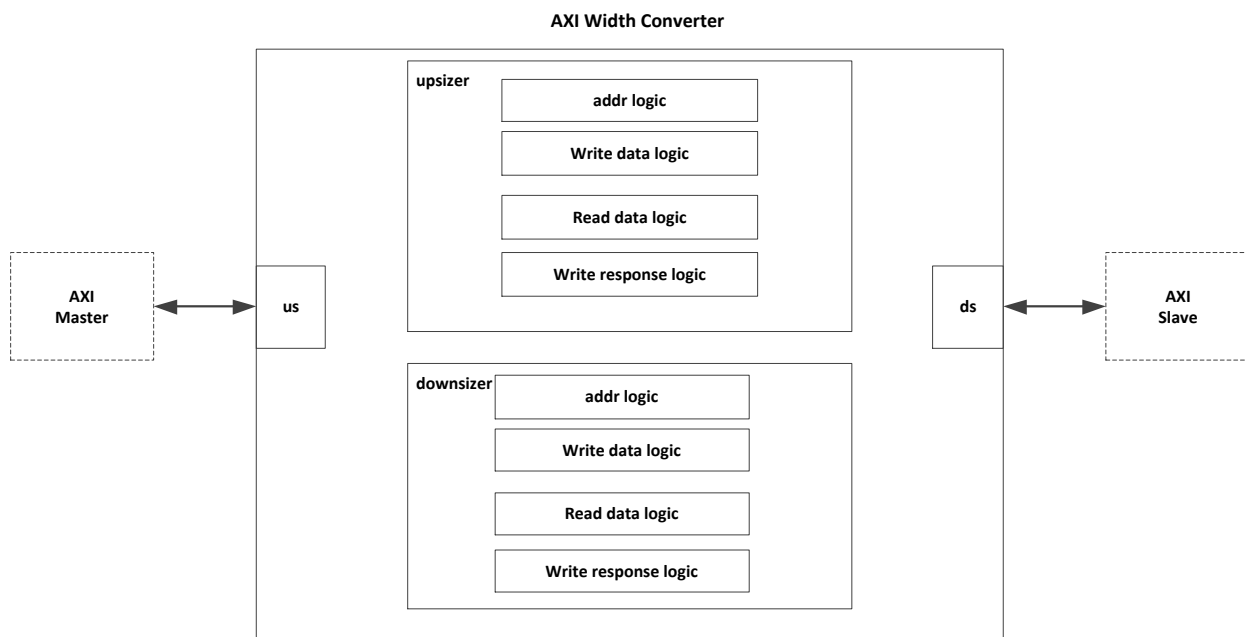 AXI Width Converter
upsizer
addr logic
Write data logic
Read data logic
Write response logic
AXI
Master
us
ds
AXI
Slave
downsizer
addr logic
Write data logic
Read data logic
Write response logic